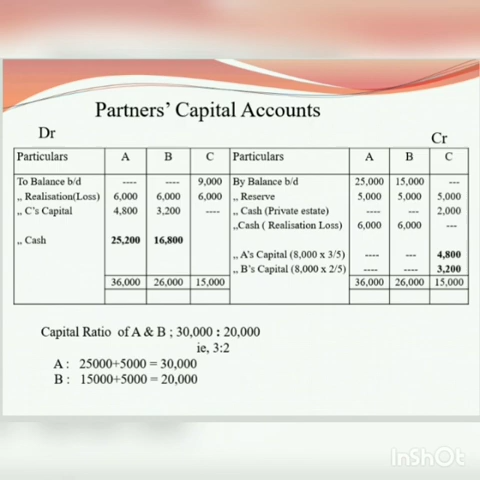 Partners' Capital Accounts
Dr Cr
Particulars A B C Particulars A B C
To Balance b/d ---- ---- 9,000 By Balance b/d 25,000 15,000 ---
,, Realisation(Loss) 6,000 6,000 6,000 ,, Reserve 5,000 5,000 5,000
,, C's Capital 4,800 3,200 ---- ,, Cash (Private estate) ---- --- 2,000
,,Cash ( Realisation Loss) 6,000 6,000 ---
,, Cash 25,200 16,800
,, A's Capital (8,000 x 3/5) ---- --- 4,800
,, B's Capital (8,000 x 2/5) ---- ---- 3,200
36,000 26,000 15,000 36,000 26,000 15,000
Capital Ratio of A & B ; 30,000 : 20,000
ie, 3:2
A : 25000+5000 = 30,000
B : 15000+5000 = 20,000
InShOt